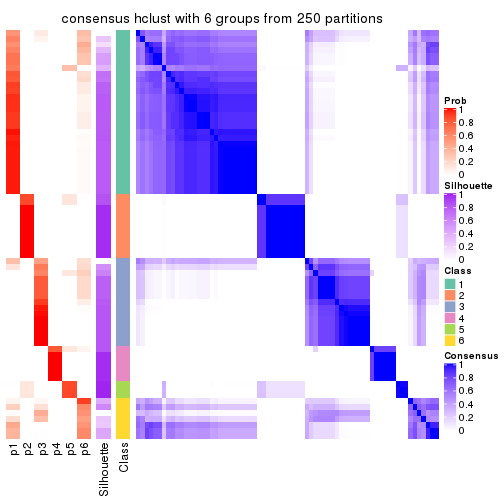 consensus hclust with 6 groups from 250 partitions
Prob
1
0.8
0.6
0.4
0.2
0
Silhouette
1
0.8
0.6
0.4
0.2
0
Class
1
2
3
4
5
6
Consensus
1
0.8
0.6
0.4
0.2
0
p1
p2
p3
p4
p5
p6
Silhouette
Class